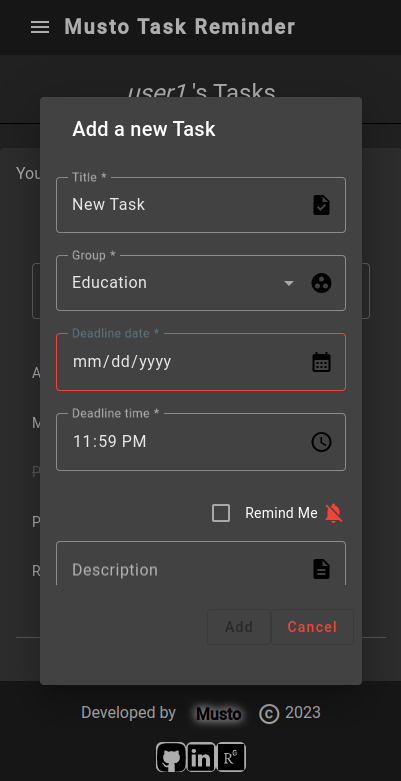 Musto Task Reminder
user1's Tasks
You
Add a new Task
Title *
New Task
Group *
Education
Deadline date *
mm/dd/yyyy
A
Deadline time *
M
11:59 PM
P
P
Remind Me
R
Description
Add
Cancel
Developed by Musto © 2023
in